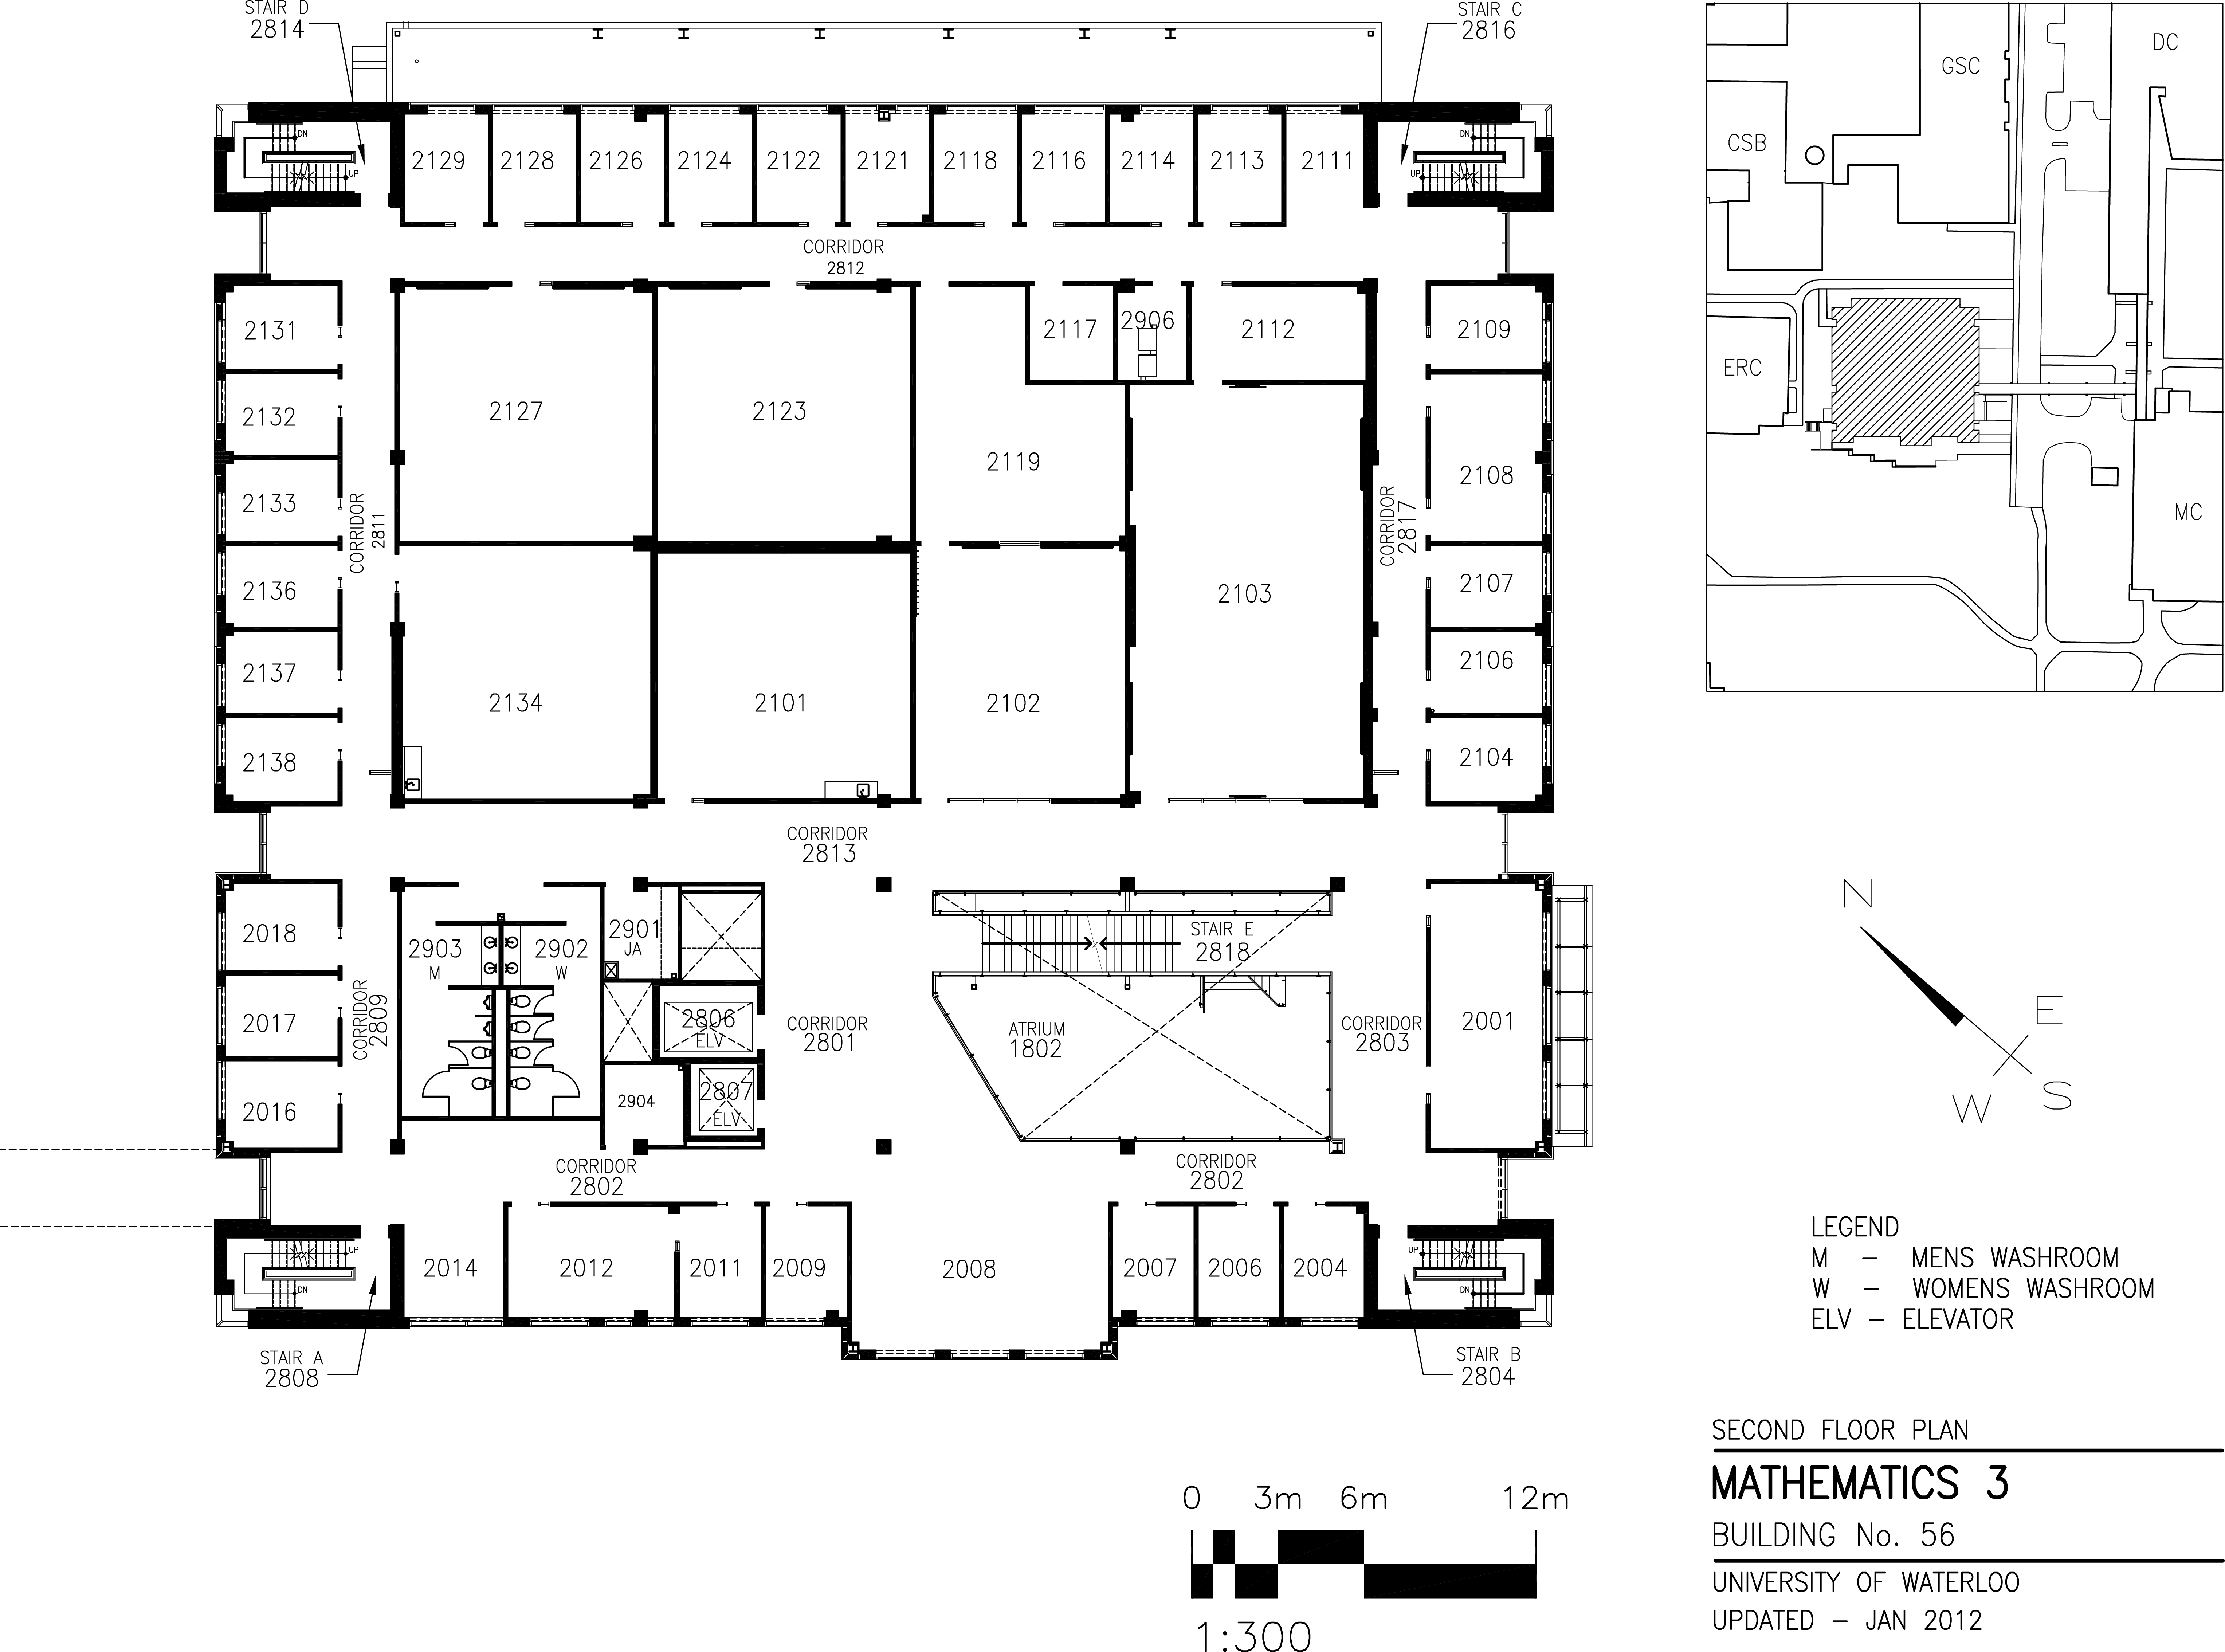 STAIR D
2814
STAIR C
2816
DN
UP
DN
UP
2129
2128
2126
2124
2122
2121
2118
2116
2114
2113
2111
CORRIDOR
2812
2131
2132
2133
2136
2137
2138
CORRIDOR
2811
2127
2123
2119
2117
2906
2112
2103
2134
2101
2102
CORRIDOR
2817
2109
2108
2107
2106
2104
CORRIDOR
2813
2018
2017
2016
CORRIDOR
2809
2903
M
2902
W
2901
JA
2806
ELV
2807
ELV
2904
CORRIDOR
2801
STAIR E
2818
ATRIUM
1802
CORRIDOR
2803
2001
CORRIDOR
2802
CORRIDOR
2802
UP
DN
UP
DN
2014
2012
2011
2009
2008
2007
2006
2004
STAIR A
2808
STAIR B
2804
GSC
DC
CSB
ERC
MC
N
E
W
S
LEGEND
M – MENS WASHROOM
W – WOMENS WASHROOM
ELV – ELEVATOR
SECOND FLOOR PLAN
MATHEMATICS 3
BUILDING No. 56
UNIVERSITY OF WATERLOO
UPDATED – JAN 2012
0 3m 6m 12m
1:300